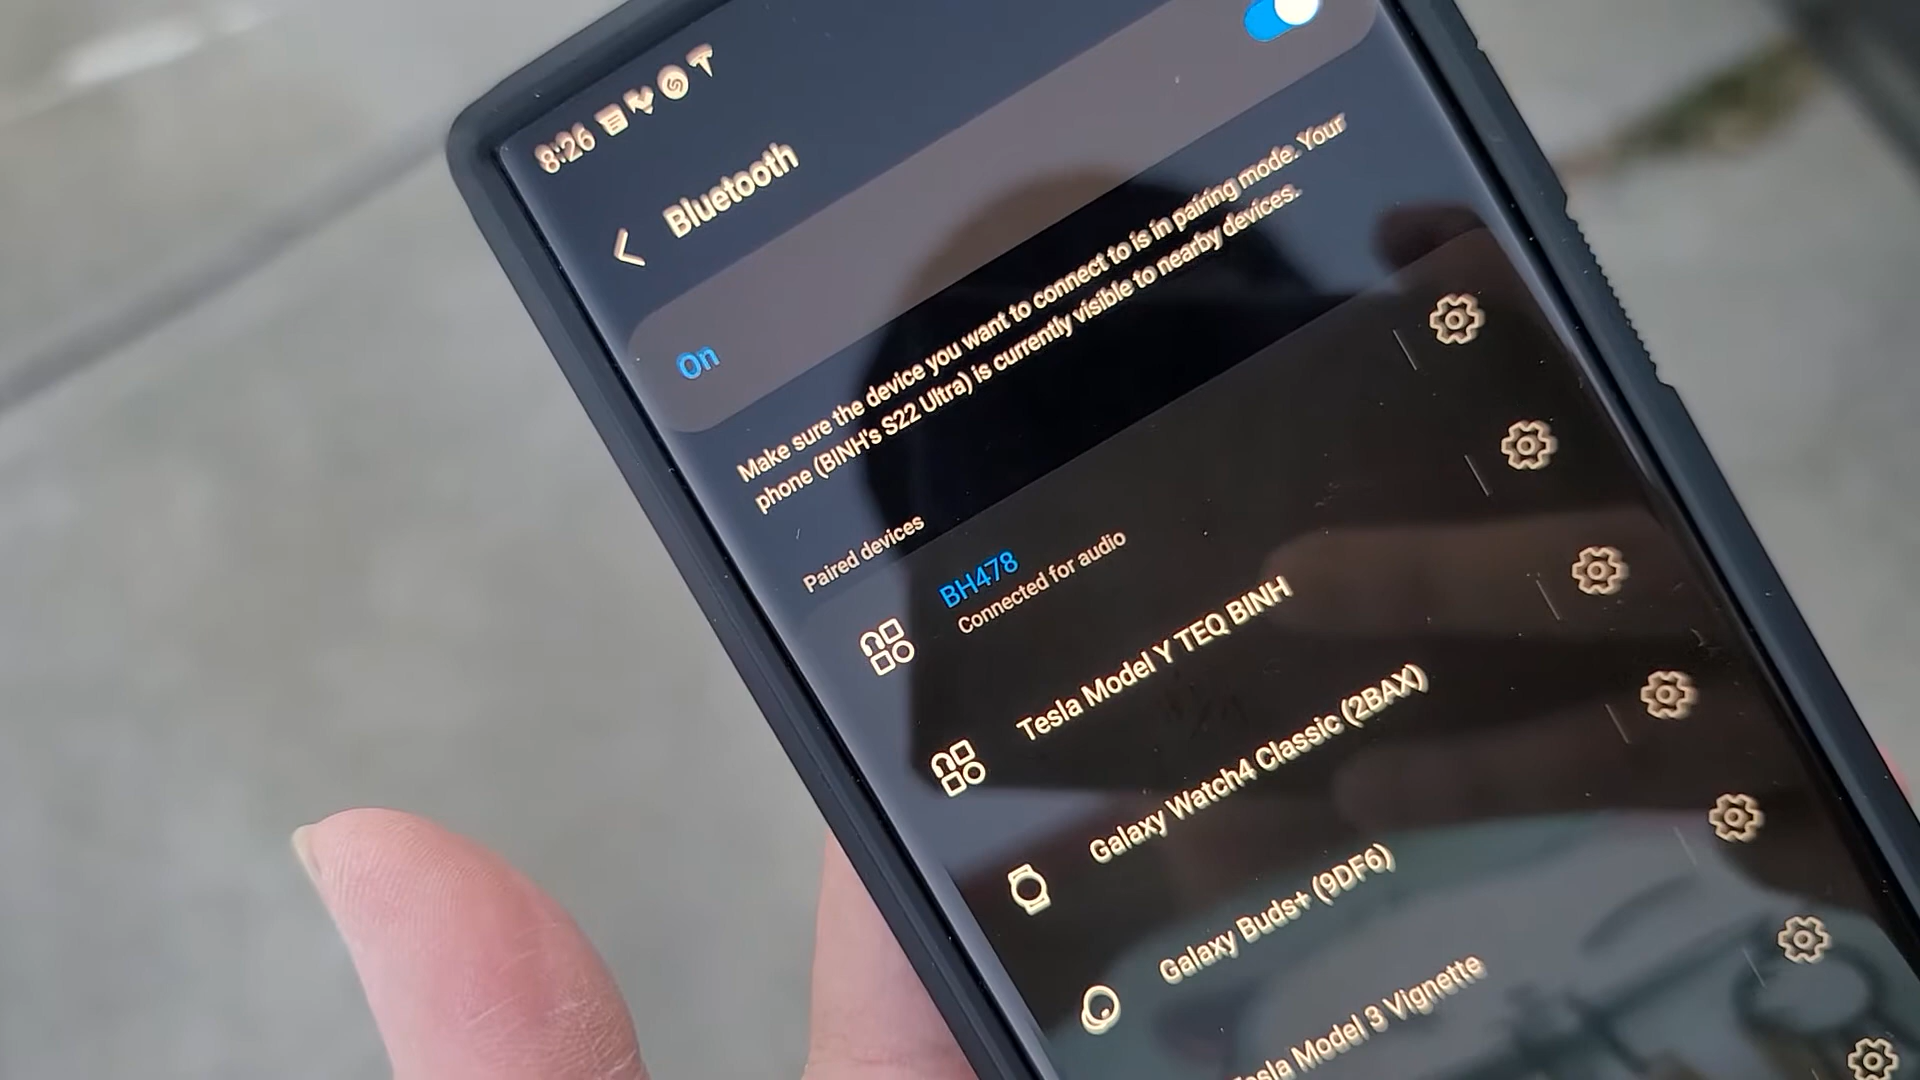 8:26
Bluetooth
On
Make sure the device you want to connect to is in pairing mode. Your
phone (BINH's S22 Ultra) is currently visible to nearby devices.
Paired devices
BH478
Connected for audio
Tesla Model Y TEQ BINH
Galaxy Watch4 Classic (2BAX)
Galaxy Buds+ (9DF6)
Tesla Model 3 Vignette